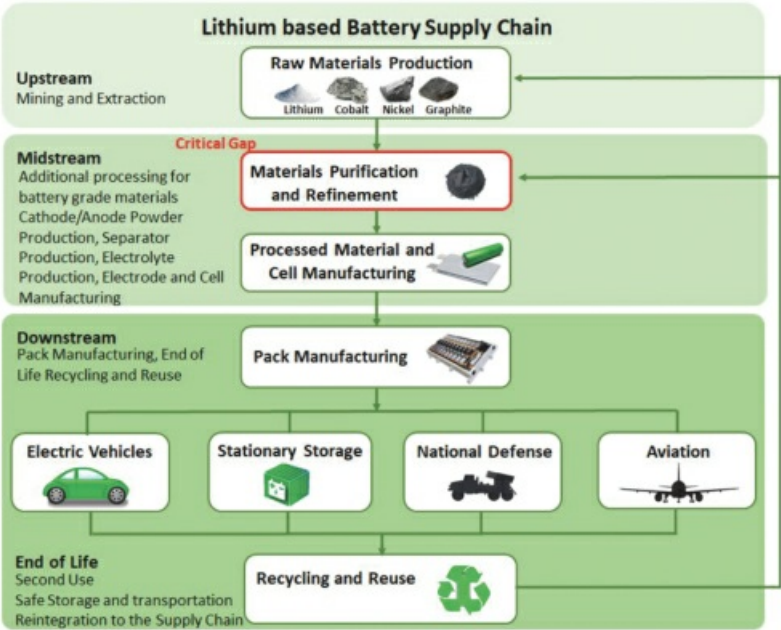 Lithium based Battery Supply Chain
Upstream
Mining and Extraction
Raw Materials Production
Lithium Cobalt Nickel Graphite
Critical Gap
Midstream
Additional processing for
battery grade materials
Cathode/Anode Powder
Production, Separator
Production, Electrolyte
Production, Electrode and Cell
Manufacturing
Materials Purification
and Refinement
Processed Material and
Cell Manufacturing
Downstream
Pack Manufacturing, End of
Life Recycling and Reuse
Pack Manufacturing
Electric Vehicles
Stationary Storage
National Defense
Aviation
End of Life
Second Use
Safe Storage and transportation
Reintegration to the Supply Chain
Recycling and Reuse